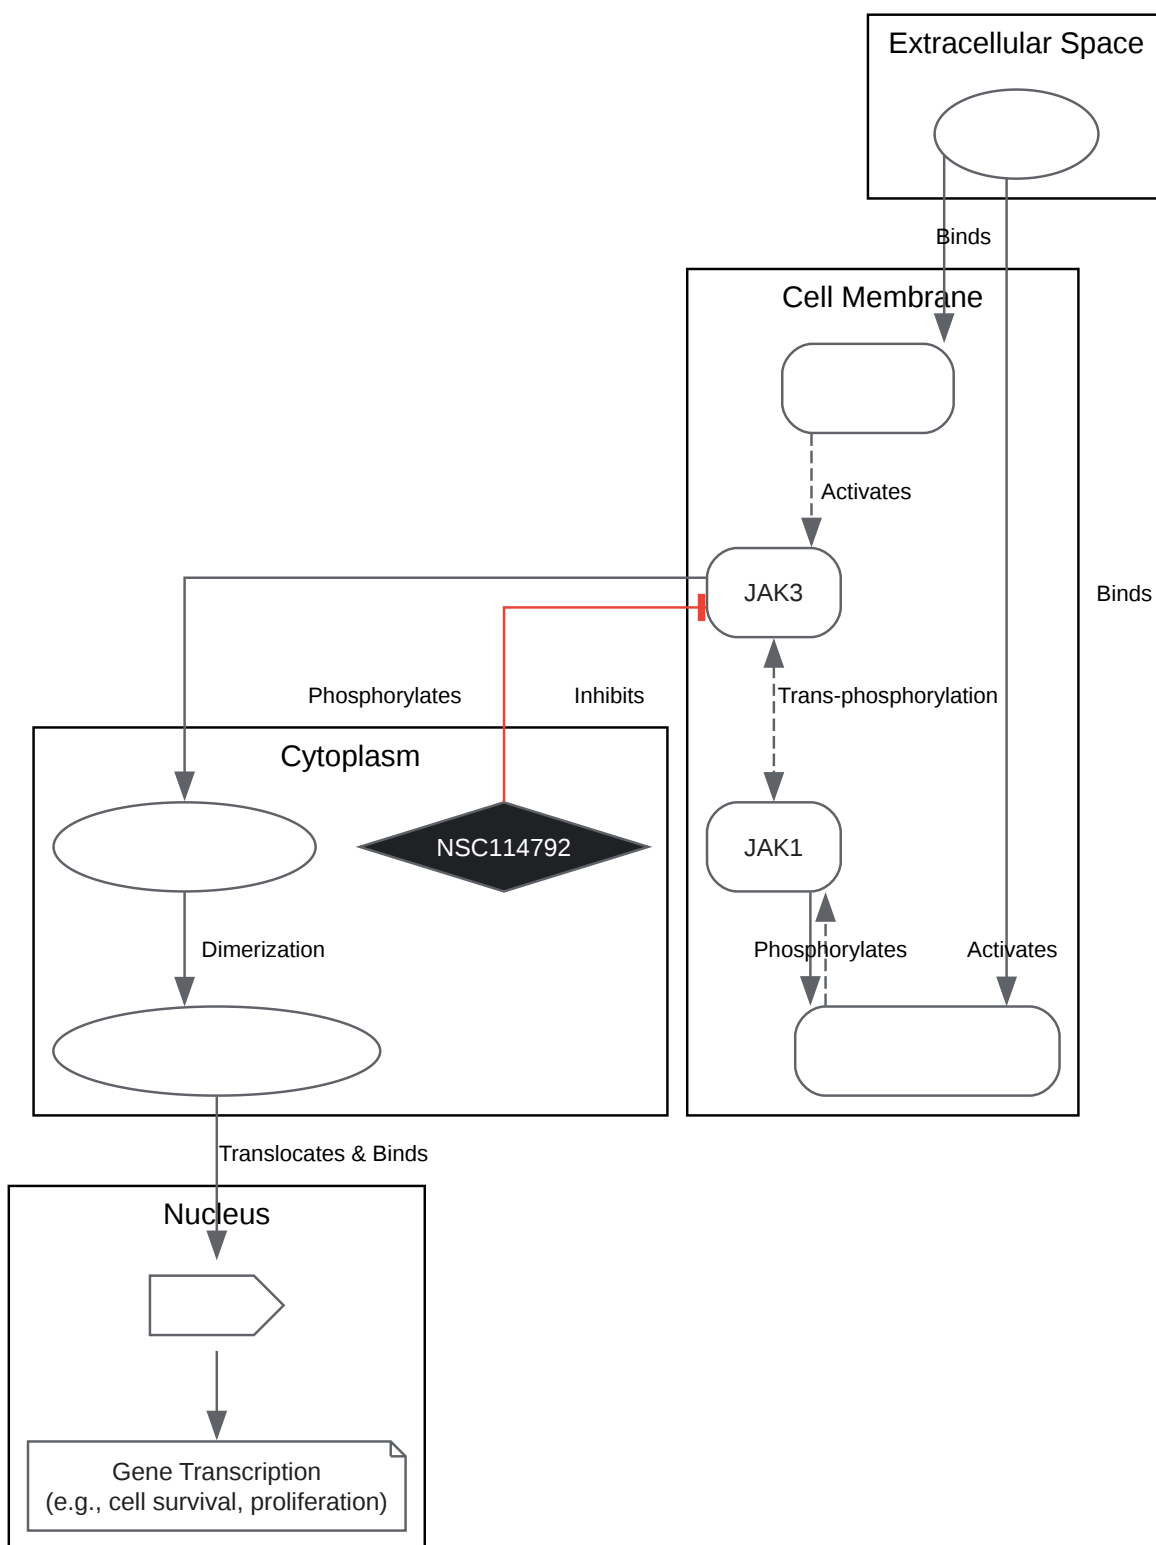 Extracellular Space
Binds
Cell Membrane
Activates
JAK3
Binds
Phosphorylates
Inhibits
Trans-phosphorylation
Cytoplasm
NSC114792
JAK1
Dimerization
Phosphorylates
Activates
Translocates & Binds
Nucleus
Gene Transcription
(e.g., cell survival, proliferation)